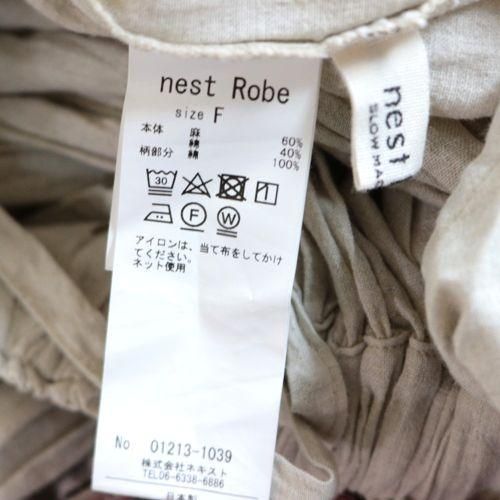 nest Robe
size F
本体 麻 60%
綿 40%
柄部分 綿 100%
30
F W
アイロンは、当て布をしてかけ
てください。
ネット使用
No 01213-1039
株式会社ネキスト
TEL06-6338-6886
日本製
nest
SLOW MAD